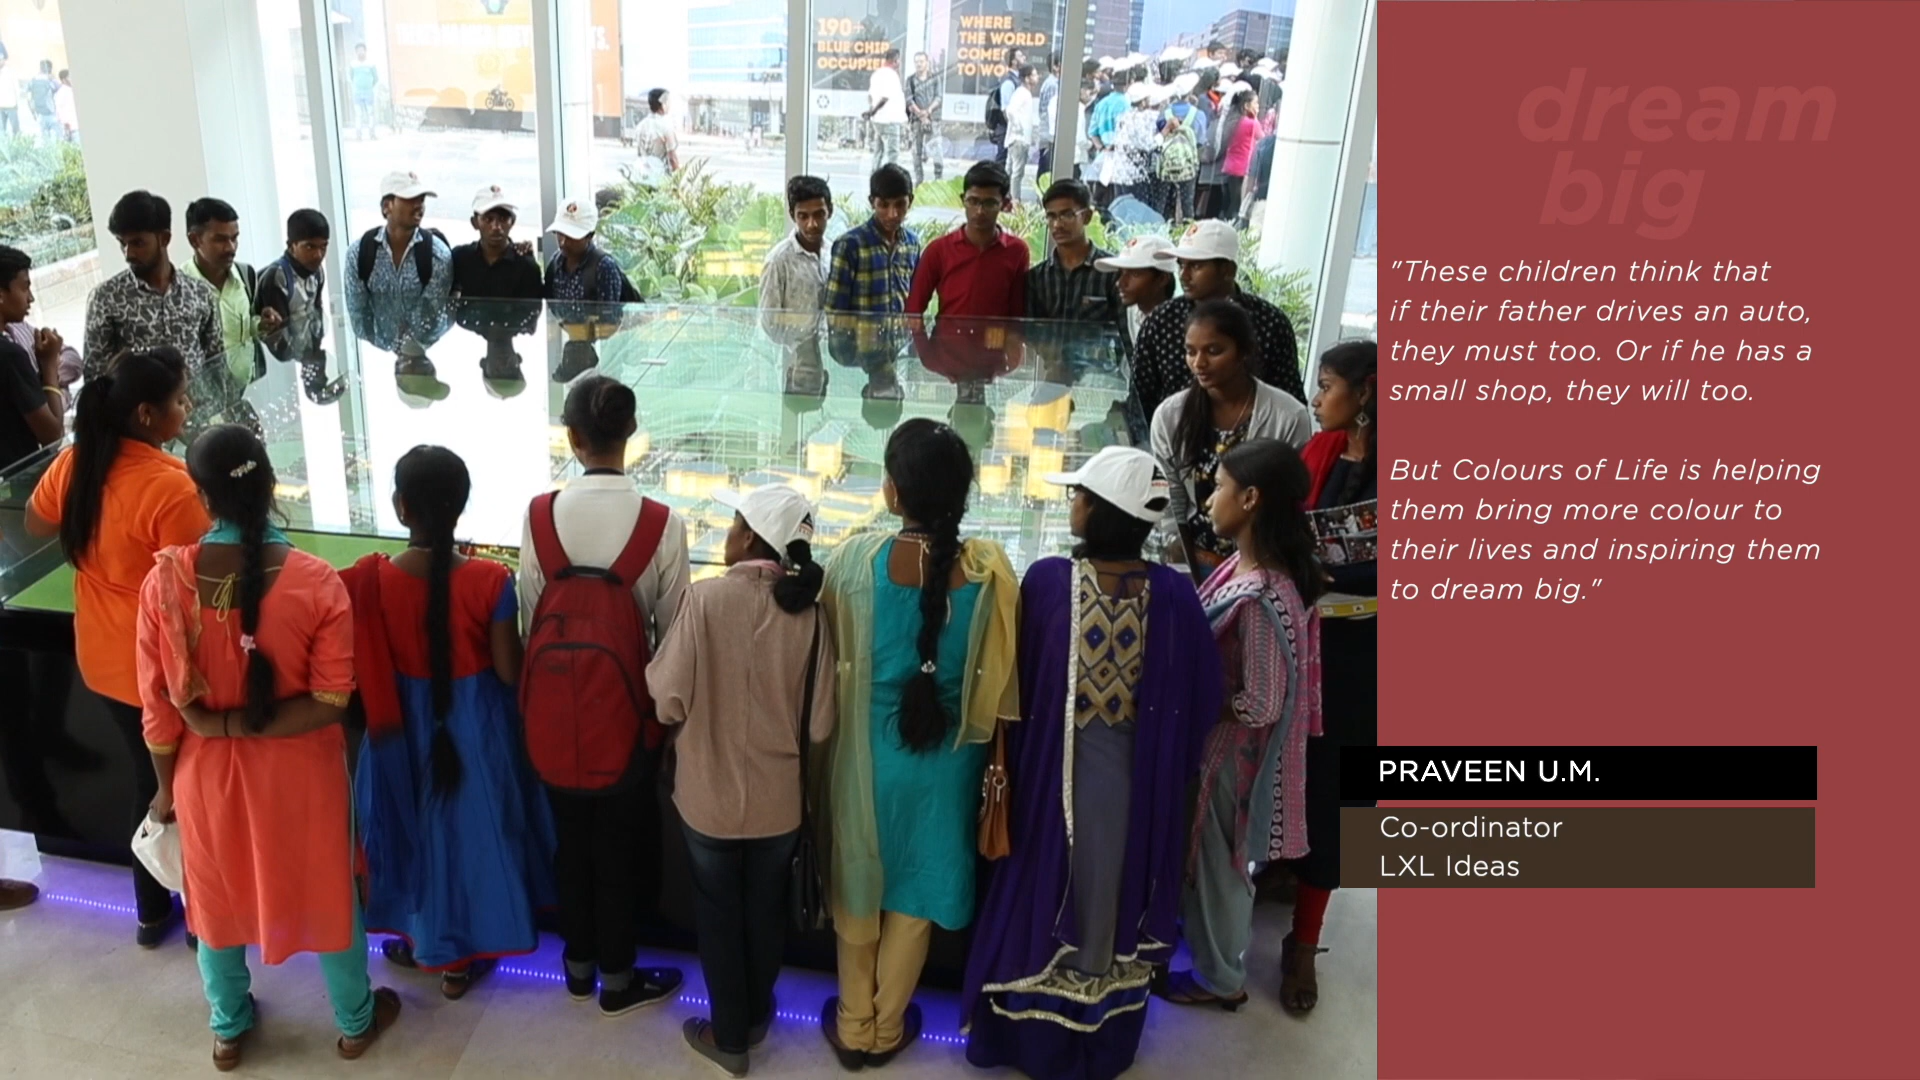 190+
BLUE CHIP
WHERE
THE WORLD
dream
big
"These children think that
if their father drives an auto,
they must too. Or if he has a
small shop, they will too.
But Colours of Life is helping
them bring more colour to
their lives and inspiring them
to dream big."
PRAVEEN U.M.
Co-ordinator
LXL Ideas